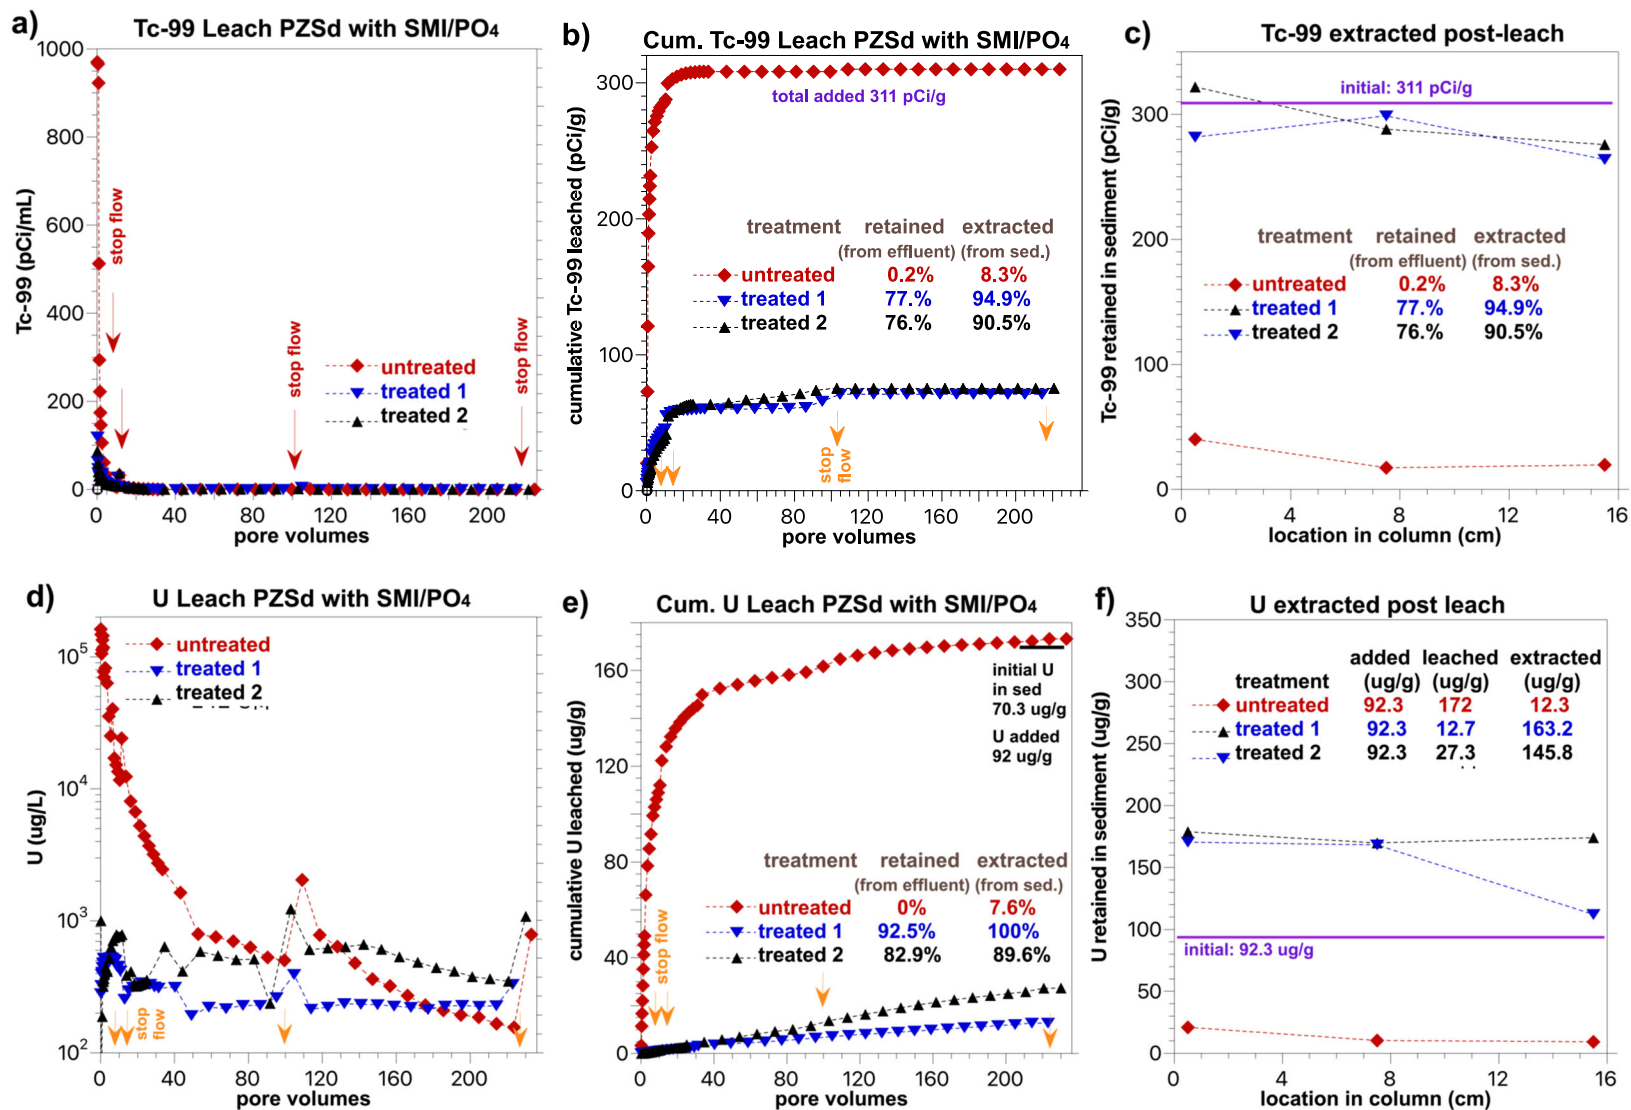 a)
Tc-99 Leach PZSd with SMI/PO4
1000
800
600
400
200
0
Tc-99 (pCi/mL)
stop flow
stop flow
stop flow
untreated
treated 1
treated 2
0 40 80 120 160 200
pore volumes
b)
Cum. Tc-99 Leach PZSd with SMI/PO4
300
200
100
0
cumulative Tc-99 leached (pCi/g)
total added 311 pCi/g
treatment retained extracted
(from effluent) (from sed.)
untreated 0.2% 8.3%
treated 1 77.% 94.9%
treated 2 76.% 90.5%
stop
flow
0 40 80 120 160 200
pore volumes
c)
Tc-99 extracted post-leach
300
200
100
0
Tc-99 retained in sediment (pCi/g)
initial: 311 pCi/g
treatment retained extracted
(from effluent) (from sed.)
untreated 0.2% 8.3%
treated 1 77.% 94.9%
treated 2 76% 90.5%
0 4 8 12 16
location in column (cm)
d)
U Leach PZSd with SMI/PO4
10^5
10^4
10^3
10^2
U (ug/L)
untreated
treated 1
treated 2
stop
flow
0 40 80 120 160 200
pore volumes
e)
Cum. U Leach PZSd with SMI/PO4
160
120
80
40
0
cumulative U leached (ug/g)
initial U
in sed
70.3 ug/g
U added
92 ug/g
stop flow
treatment retained extracted
(from effluent) (from sed.)
untreated 0% 7.6%
treated 1 92.5% 100%
treated 2 82.9% 89.6%
0 40 80 120 160 200
pore volumes
f)
U extracted post leach
350
300
250
200
150
100
50
0
U retained in sediment (ug/g)
added leached extracted
treatment (ug/g) (ug/g) (ug/g)
untreated 92.3 172 12.3
treated 1 92.3 12.7 163.2
treated 2 92.3 27.3 145.8
initial: 92.3 ug/g
0 4 8 12 16
location in column (cm)